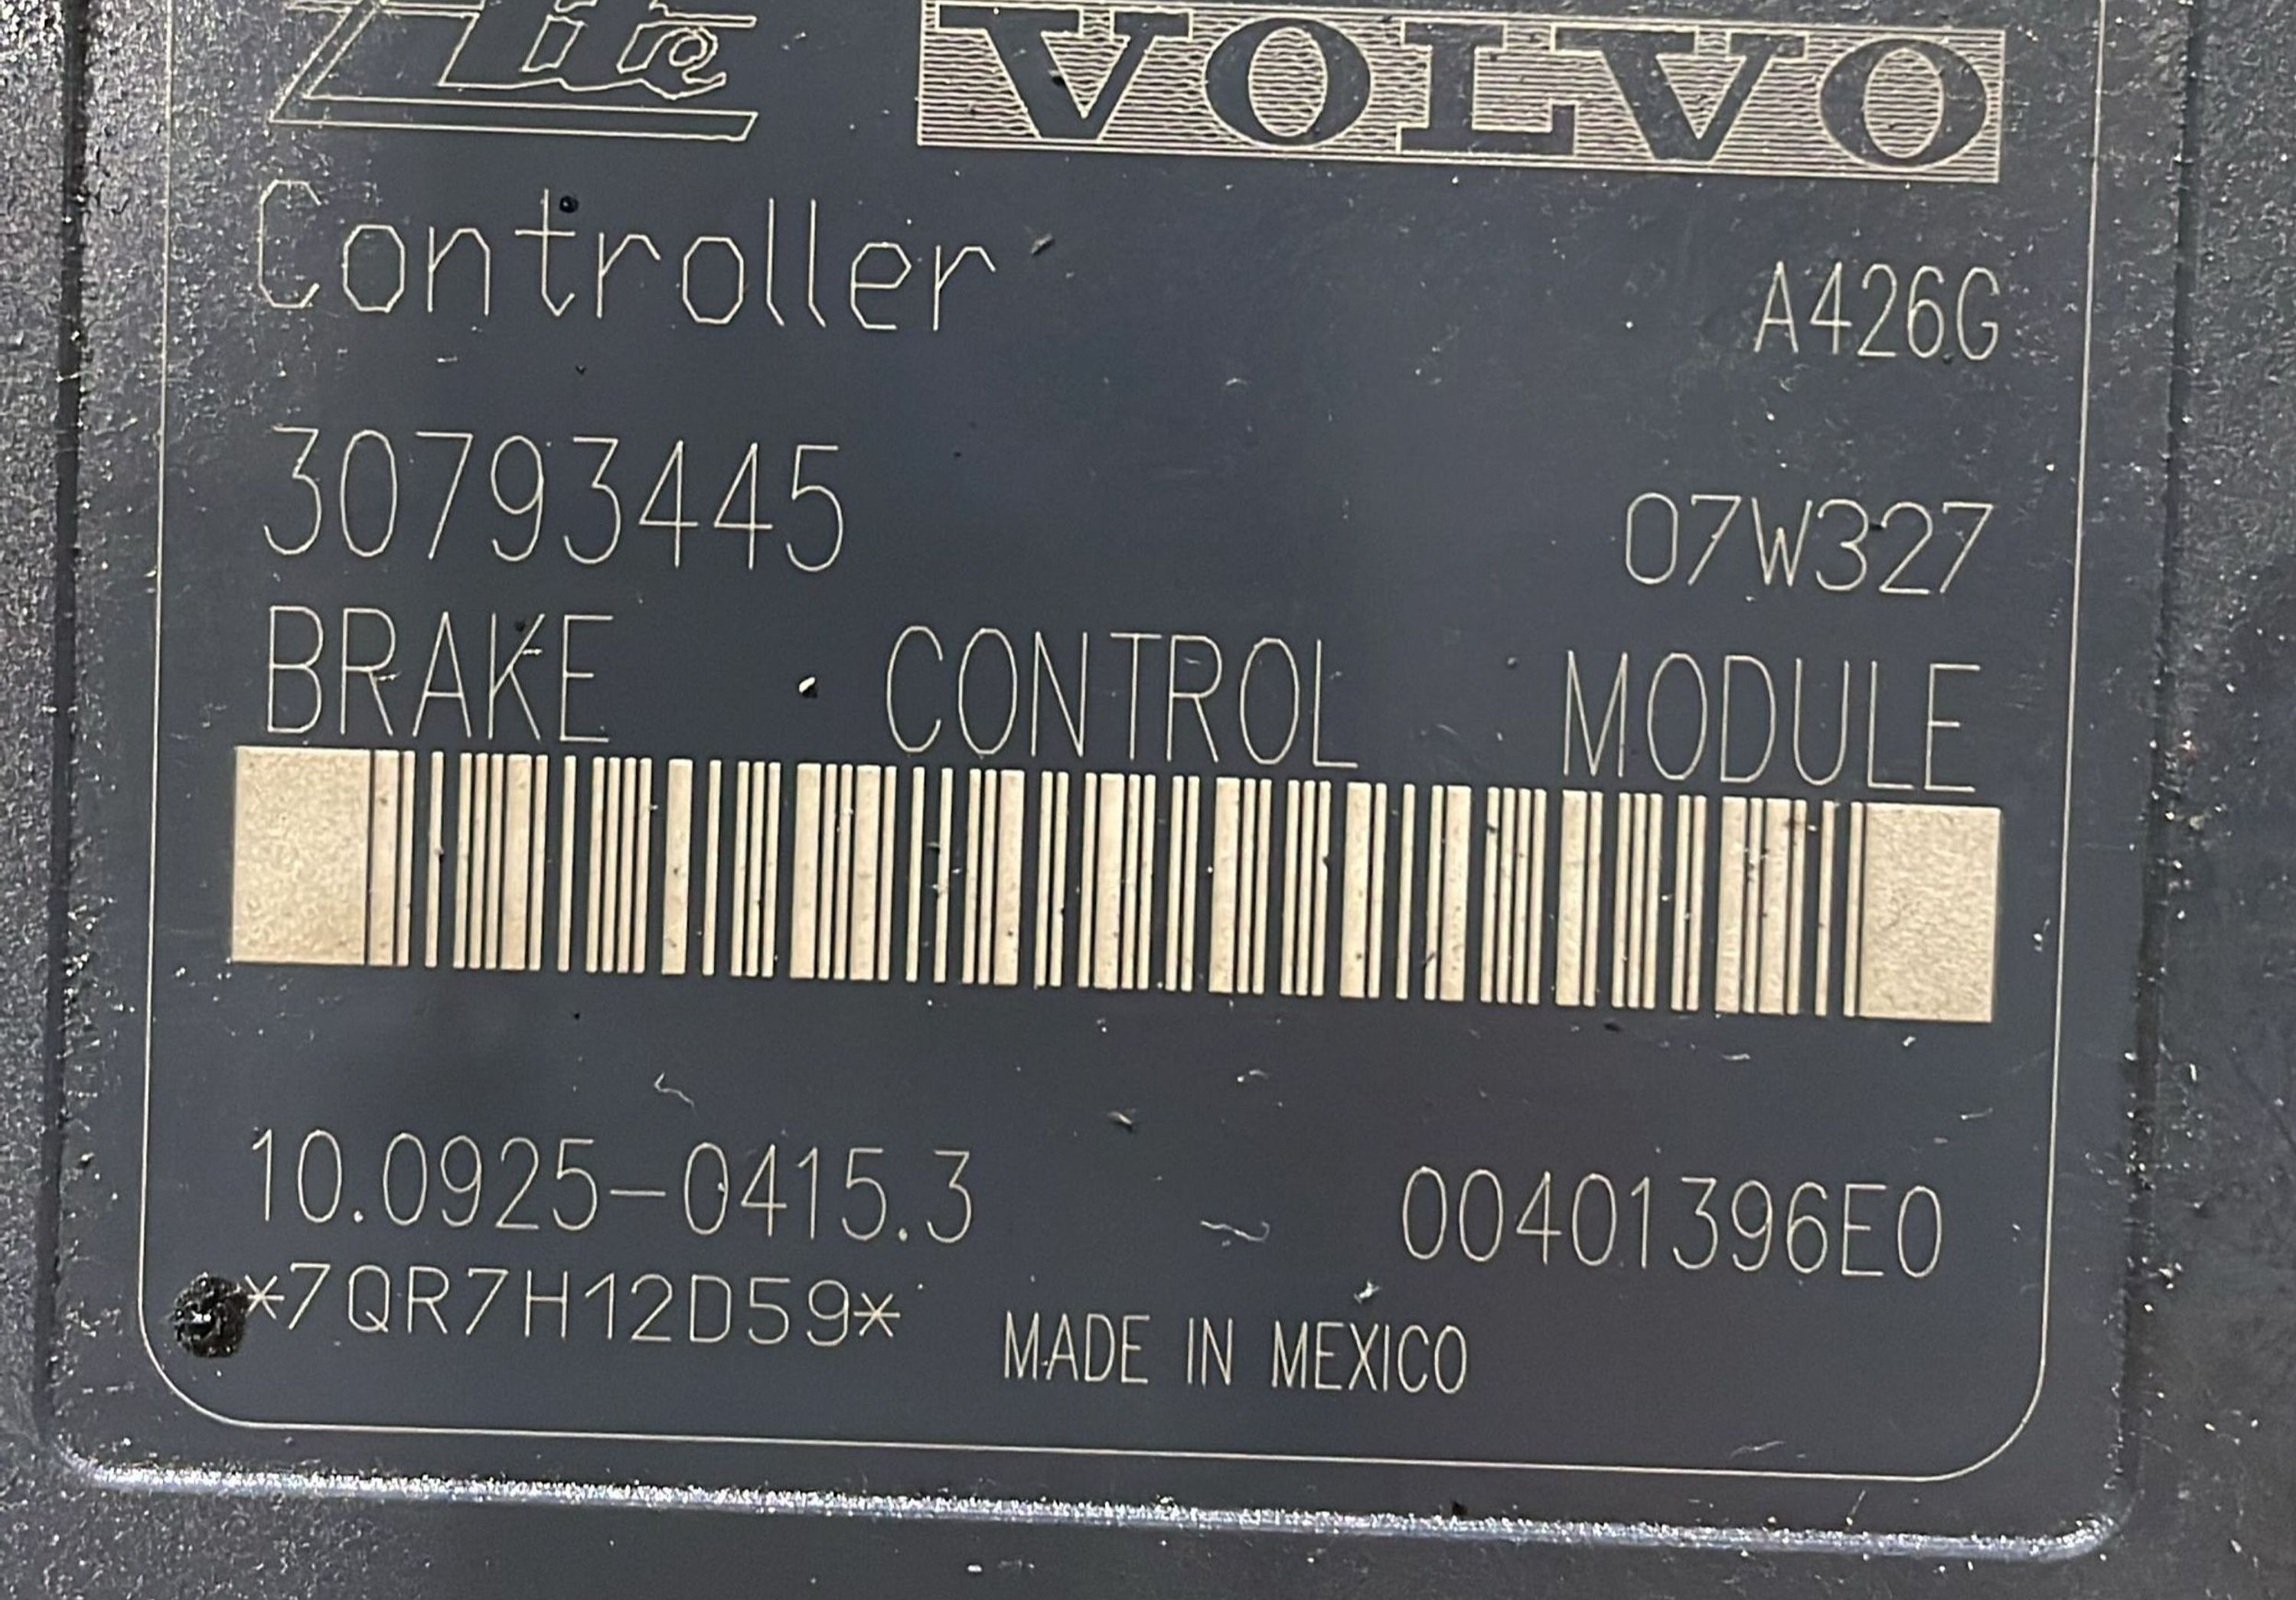 Ate VOLVO
Controller A426G
30793445 07W327
BRAKE CONTROL MODULE
10.0925-0415.3 00401396E0
*7QR7H12D59* MADE IN MEXICO